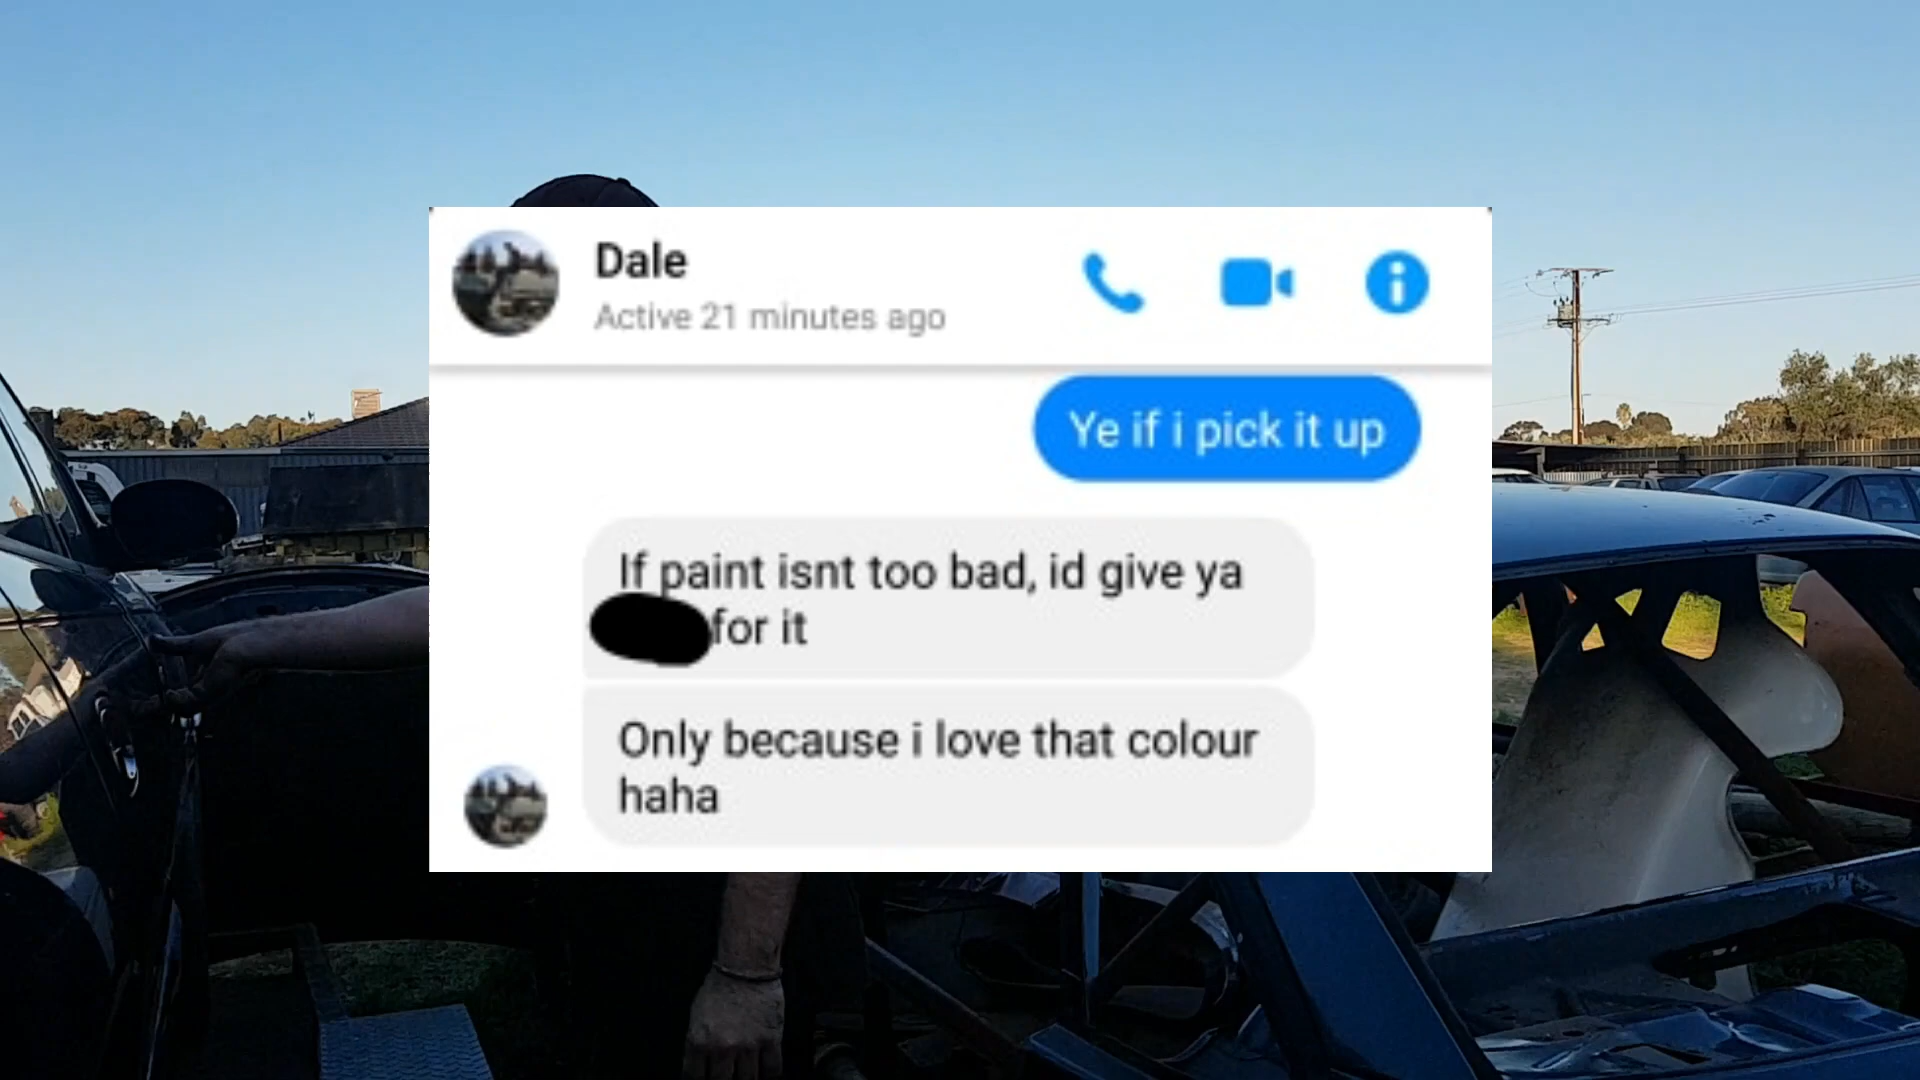 Dale
Active 21 minutes ago
Ye if i pick it up
If paint isnt too bad, id give ya
for it
Only because i love that colour
haha